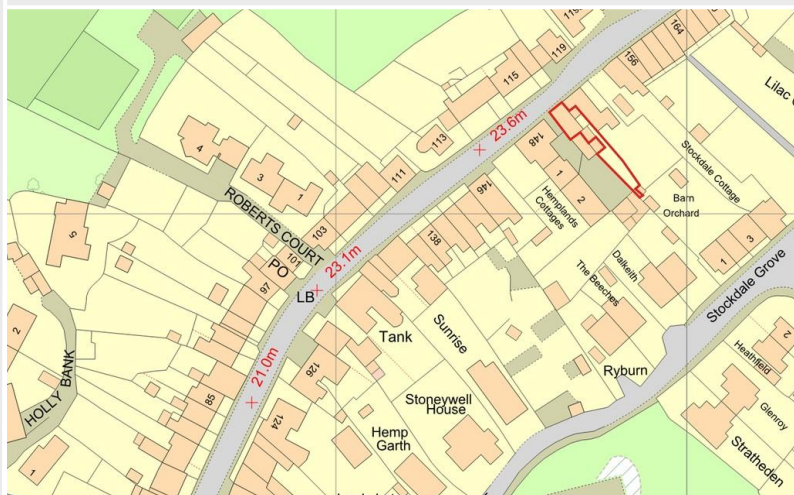 119
164
115
156
Lilac
113
23.6m
148
4
3
1
111
1
2
Stockdale Cottage
146
Hemplands
Cottages
Barn
Orchard
ROBERTS COURT
103
5
138
3
1
PO
101
97
23.1m
Dalkeith
The Beeches
Stockdale Grove
LB
2
Tank
Sunrise
Heathfield
HOLLY BANK
21.0m
126
Ryburn
85
Stoneywell
House
Glenroy
124
Hemp
Garth
Stratheden
1
2